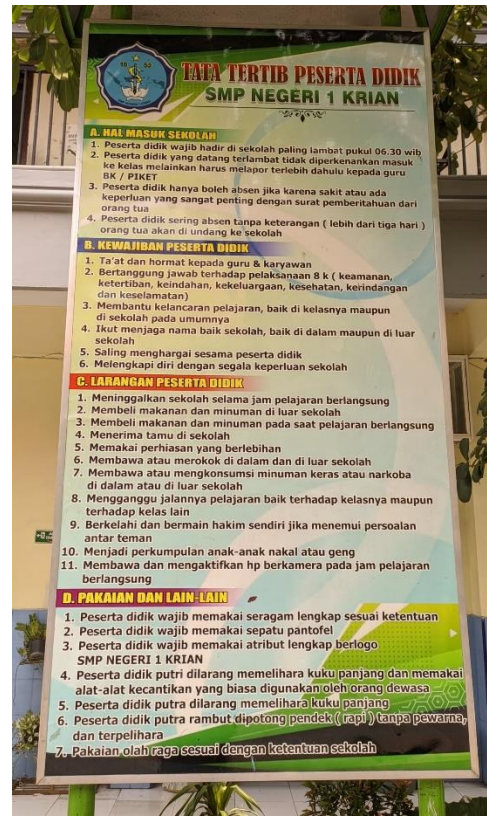 TATA TERTIB PESERTA DIDIK
SMP NEGERI 1 KRIAN
A. HAL MASUK SEKOLAH
1. Peserta didik wajib hadir di sekolah paling lambat pukul 06.30 wib
2. Peserta didik yang datang terlambat tidak diperkenankan masuk
ke kelas melainkan harus melapor terlebih dahulu kepada guru
BK / PIKET
3. Peserta didik hanya boleh absen jika karena sakit atau ada
keperluan yang sangat penting dengan surat pemberitahuan dari
orang tua
4. Peserta didik sering absen tanpa keterangan ( lebih dari tiga hari )
orang tua akan di undang ke sekolah
B. KEWAJIBAN PESERTA DIDIK
1. Ta'at dan hormat kepada guru & karyawan
2. Bertanggung jawab terhadap pelaksanaan 8 k ( keamanan,
ketertiban, keindahan, kekeluargaan, kesehatan, kerindangan
dan keselamatan)
3. Membantu kelancaran pelajaran, baik di kelasnya maupun
di sekolah pada umumnya
4. Ikut menjaga nama baik sekolah, baik di dalam maupun di luar
sekolah
5. Saling menghargai sesama peserta didik
6. Melengkapi diri dengan segala keperluan sekolah
C. LARANGAN PESERTA DIDIK
1. Meninggalkan sekolah selama jam pelajaran berlangsung
2. Membeli makanan dan minuman di luar sekolah
3. Membeli makanan dan minuman pada saat pelajaran berlangsung
4. Menerima tamu di sekolah
5. Memakai perhiasan yang berlebihan
6. Membawa atau merokok di dalam dan di luar sekolah
7. Membawa atau mengkonsumsi minuman keras atau narkoba
di dalam atau di luar sekolah
8. Mengganggu jalannya pelajaran baik terhadap kelasnya maupun
terhadap kelas lain
9. Berkelahi dan bermain hakim sendiri jika menemui persoalan
antar teman
10. Menjadi perkumpulan anak-anak nakal atau geng
11. Membawa dan mengaktifkan hp berkamera pada jam pelajaran
berlangsung
D. PAKAIAN DAN LAIN-LAIN
1. Peserta didik wajib memakai seragam lengkap sesuai ketentuan
2. Peserta didik wajib memakai sepatu pantofel
3. Peserta didik wajib memakai atribut lengkap berlogo
SMP NEGERI 1 KRIAN
4. Peserta didik putri dilarang memelihara kuku panjang dan memakai
alat-alat kecantikan yang biasa digunakan oleh orang dewasa
5. Peserta didik putra dilarang memelihara kuku panjang
6. Peserta didik putra rambut dipotong pendek ( rapi ) tanpa pewarna,
dan terpelihara
7. Pakaian olah raga sesuai dengan ketentuan sekolah